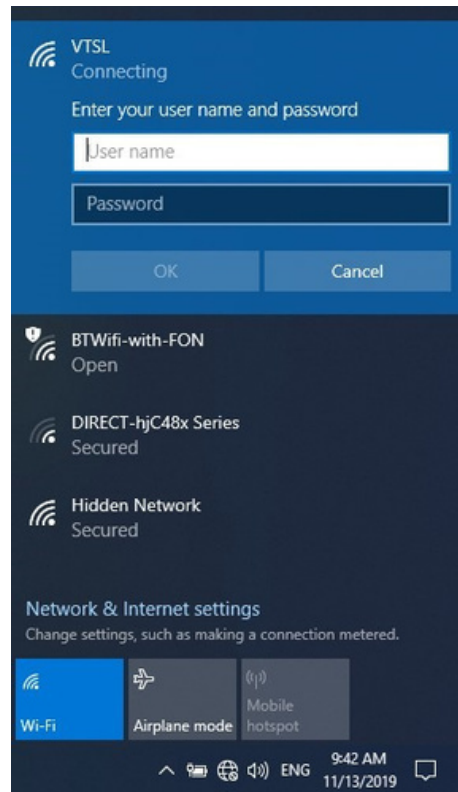 VTSL
Connecting
Enter your user name and password
User name
Password
OK Cancel
BTWifi-with-FON
Open
DIRECT-hjC48x Series
Secured
Hidden Network
Secured
Network & Internet settings
Change settings, such as making a connection metered.
Wi-Fi
Airplane mode
Mobile
hotspot
ENG
9:42 AM
11/13/2019